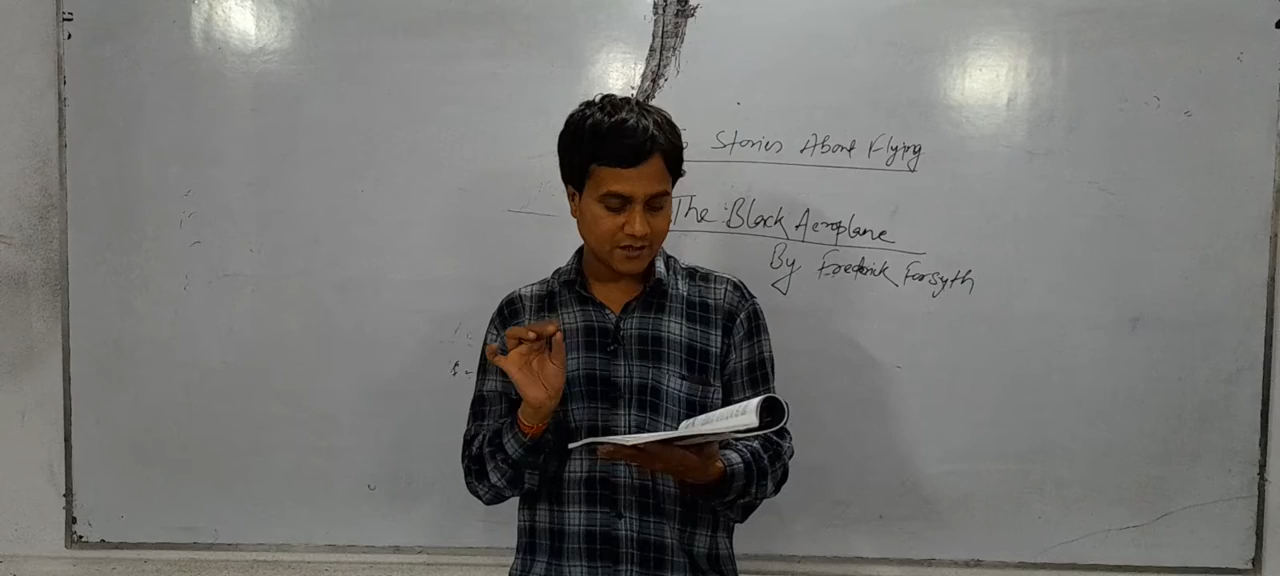 Stories About Flying
The Black Aeroplane
By Frederick Forsyth